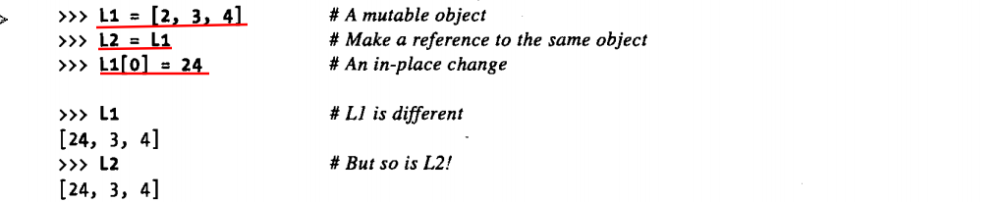 >>> L1 = [2, 3, 4] # A mutable object
>>> L2 = L1 # Make a reference to the same object
>>> L1[0] = 24 # An in-place change
>>> L1 # L1 is different
[24, 3, 4]
>>> L2 # But so is L2!
[24, 3, 4]